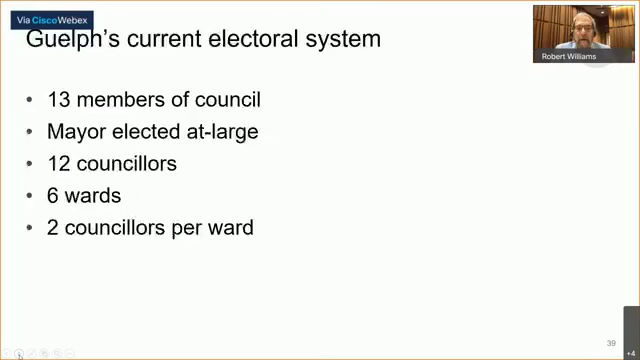 Via Cisco Webex
Guelph's current electoral system
Robert Williams
• 13 members of council
• Mayor elected at-large
• 12 councillors
• 6 wards
• 2 councillors per ward
39
+4